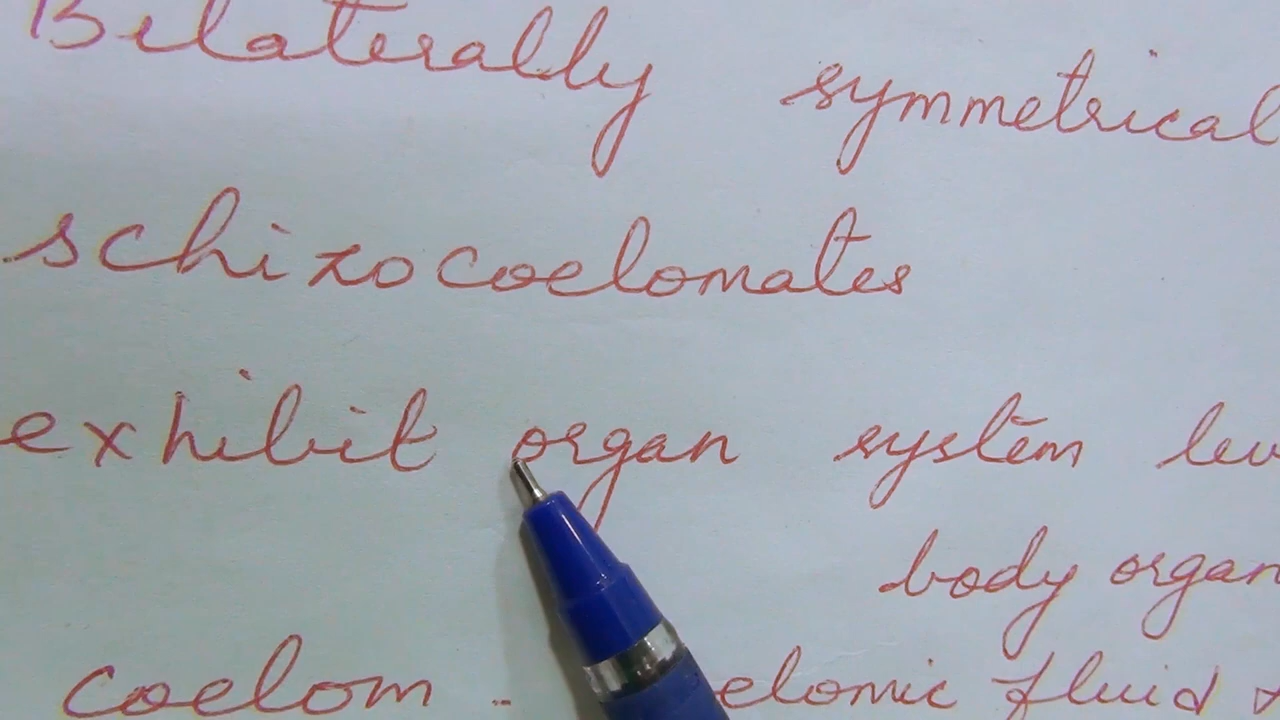 Bilaterally symmetrical
schizocoelomates
exhibit organ system lev
body organ
coelom - elomic fluid